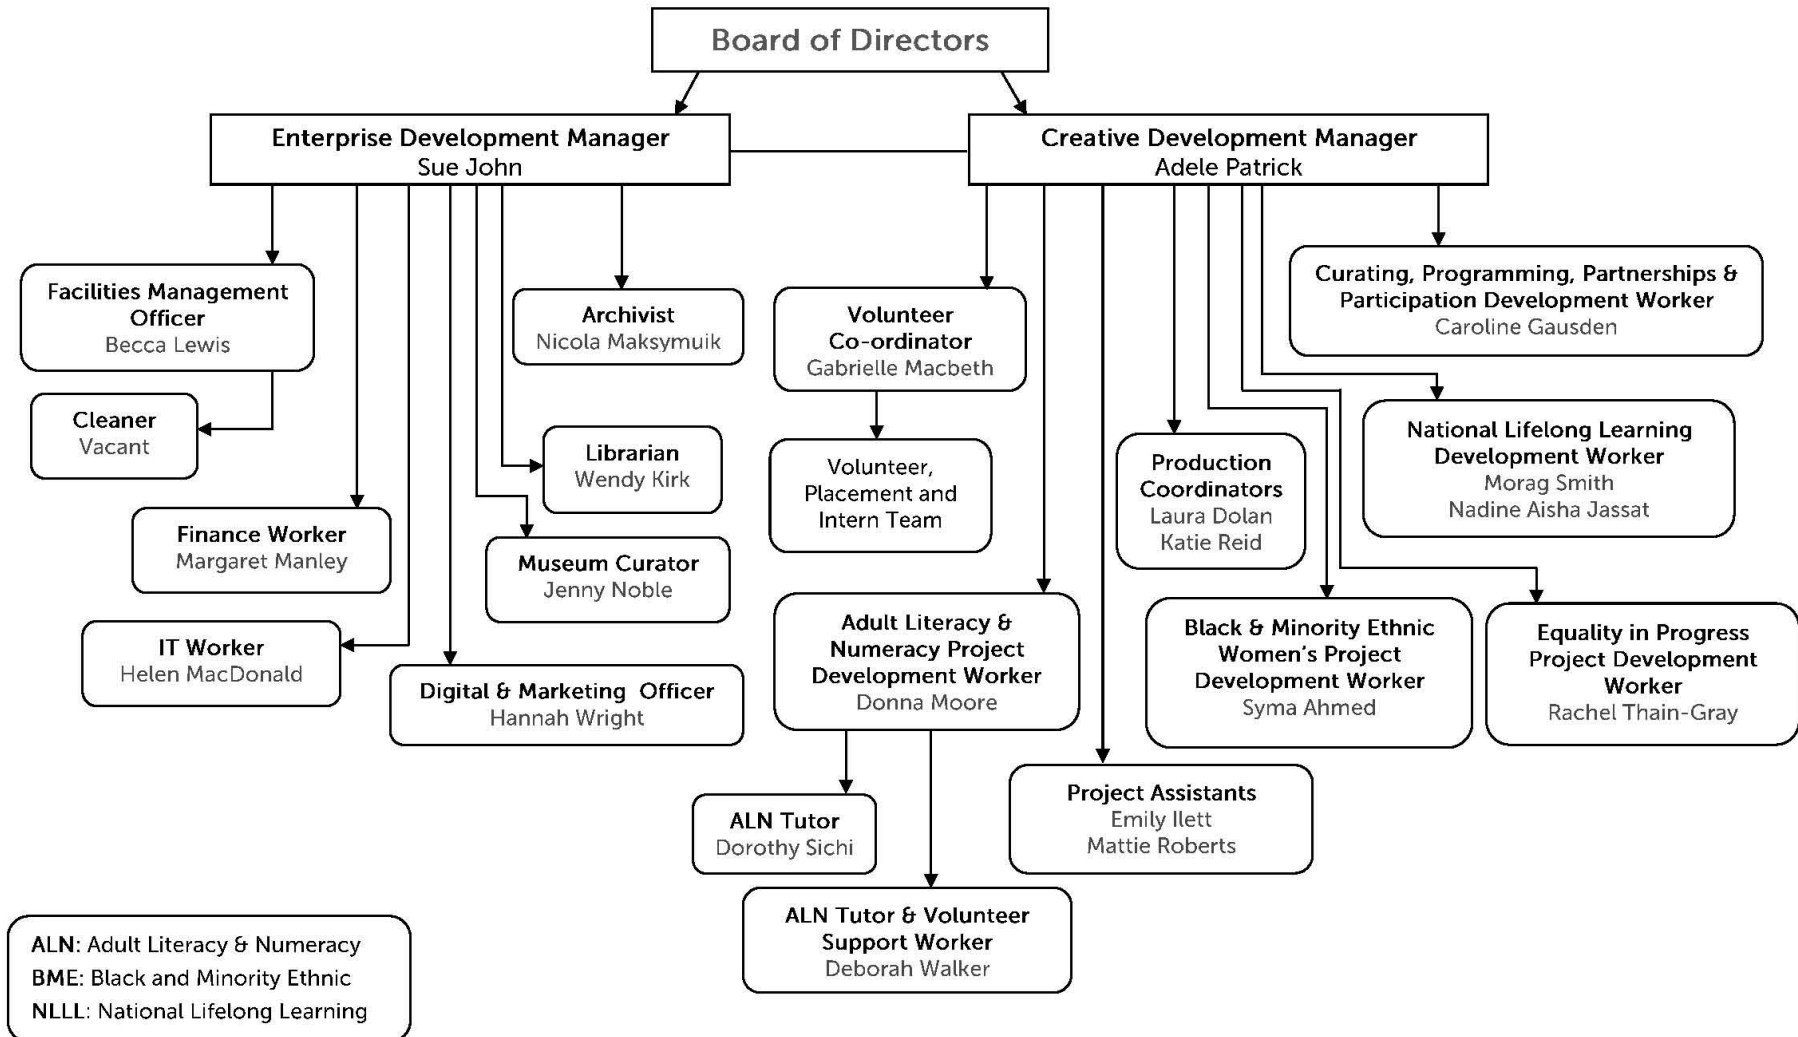 Board of Directors
Enterprise Development Manager
Sue John
Creative Development Manager
Adele Patrick
Facilities Management
Officer
Becca Lewis
Cleaner
Vacant
Finance Worker
Margaret Manley
IT Worker
Helen MacDonald
Archivist
Nicola Maksymuik
Librarian
Wendy Kirk
Museum Curator
Jenny Noble
Digital & Marketing Officer
Hannah Wright
Volunteer
Co-ordinator
Gabrielle Macbeth
Volunteer,
Placement and
Intern Team
Adult Literacy &
Numeracy Project
Development Worker
Donna Moore
ALN Tutor
Dorothy Sichi
ALN Tutor & Volunteer
Support Worker
Deborah Walker
Project Assistants
Emily Ilett
Mattie Roberts
Production
Coordinators
Laura Dolan
Katie Reid
Black & Minority Ethnic
Women's Project
Development Worker
Syma Ahmed
Curating, Programming, Partnerships &
Participation Development Worker
Caroline Gausden
National Lifelong Learning
Development Worker
Morag Smith
Nadine Aisha Jassat
Equality in Progress
Project Development
Worker
Rachel Thain-Gray
ALN: Adult Literacy & Numeracy
BME: Black and Minority Ethnic
NLLL: National Lifelong Learning